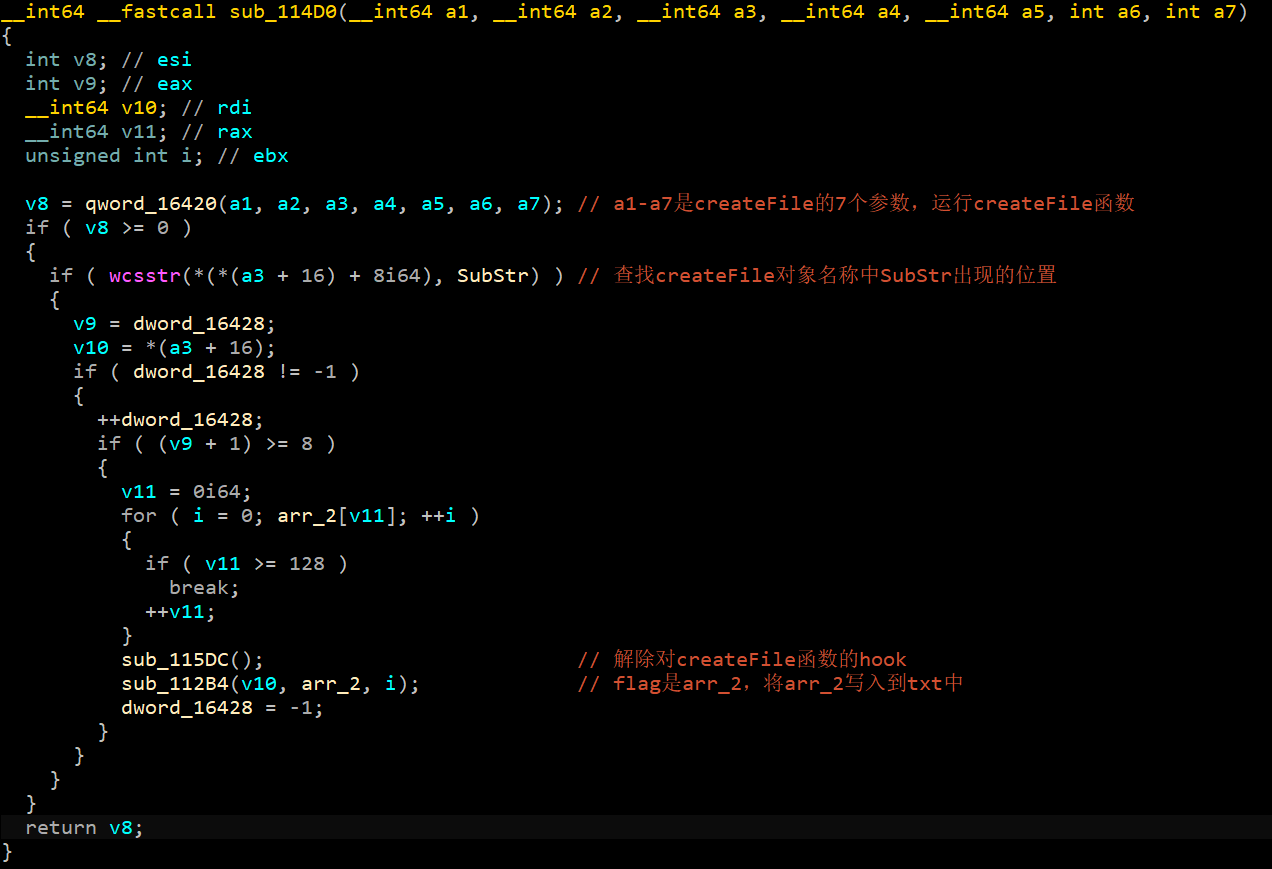 __int64 __fastcall sub_114D0(__int64 a1, __int64 a2, __int64 a3, __int64 a4, __int64 a5, int a6, int a7)
{
  int v8; // esi
  int v9; // eax
  __int64 v10; // rdi
  __int64 v11; // rax
  unsigned int i; // ebx

  v8 = qword_16420(a1, a2, a3, a4, a5, a6, a7); // a1-a7是createFile的7个参数，运行createFile函数
  if ( v8 >= 0 )
  {
    if ( wcsstr(*(*(a3 + 16) + 8i64), SubStr) ) // 查找createFile对象名称中SubStr出现的位置
    {
      v9 = dword_16428;
      v10 = *(a3 + 16);
      if ( dword_16428 != -1 )
      {
        ++dword_16428;
        if ( (v9 + 1) >= 8 )
        {
          v11 = 0i64;
          for ( i = 0; arr_2[v11]; ++i )
          {
            if ( v11 >= 128 )
              break;
            ++v11;
          }
          sub_115DC();                          // 解除对createFile函数的hook
          sub_112B4(v10, arr_2, i);             // flag是arr_2，将arr_2写入到txt中
          dword_16428 = -1;
        }
      }
    }
  }
  return v8;
}